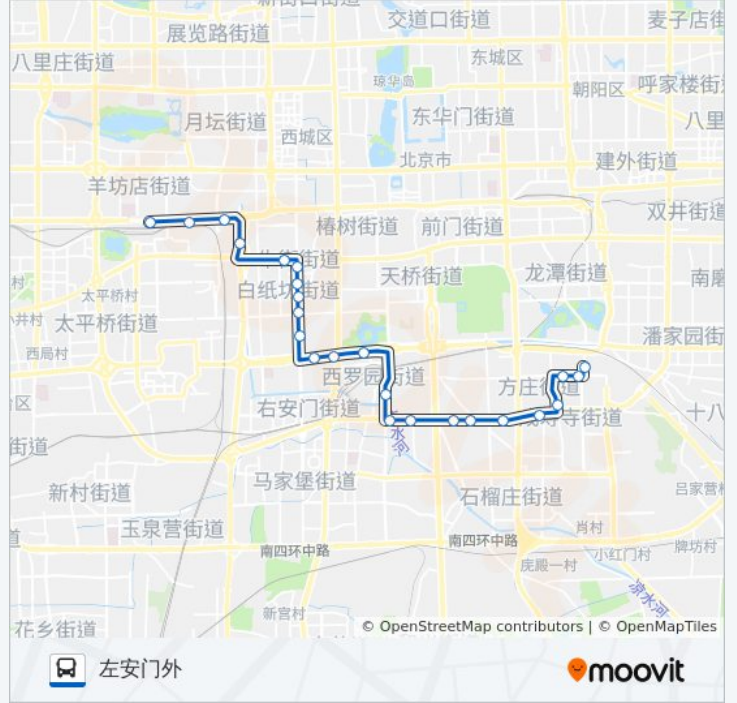 交道口街道
麦子店街
展览路街道
东城区
八里庄街道
琼华岛
朝阳区
呼家楼街
东华门街道
月坛街道
西城区
八里
北京市
建外街道
羊坊店街道
双井街道
椿树街道
前门街道
天桥街道
龙潭街道
村
白纸坊街道
太平桥村
井村
太平桥街道
潘家园街
西局村
西罗园街道
方庄街道
区
右安门街道
十八
街道
凉水河
马家堡街道
新村街道
石榴庄街道
吕家营村
玉泉营街道
肖村
道
南四环中路
南四环中路
小红门村
牌坊村
新宫村
凉水河
花乡街道
© OpenStreetMap contributors | © OpenMapTiles
左安门外
moovit